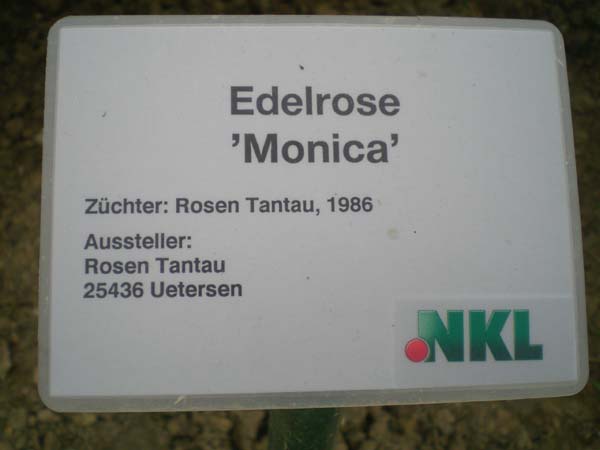 Edelrose
’Monica’
Züchter: Rosen Tantau, 1986
Aussteller:
Rosen Tantau
25436 Uetersen
NKL